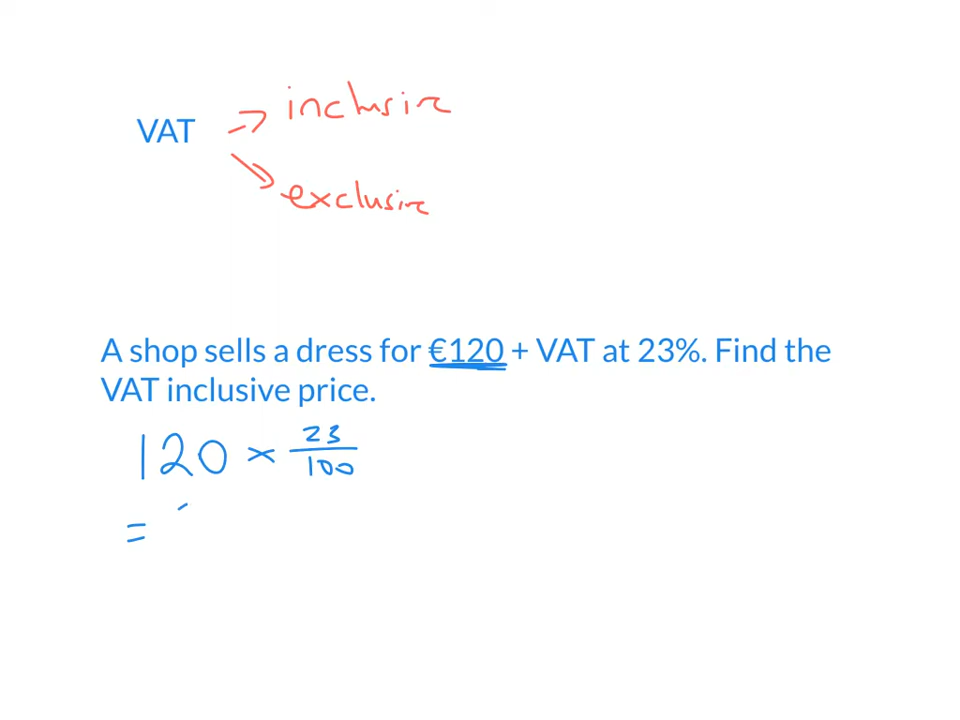 VAT → inclusive
→ exclusive
A shop sells a dress for €120 + VAT at 23%. Find the
VAT inclusive price.
120 × 23/100
=